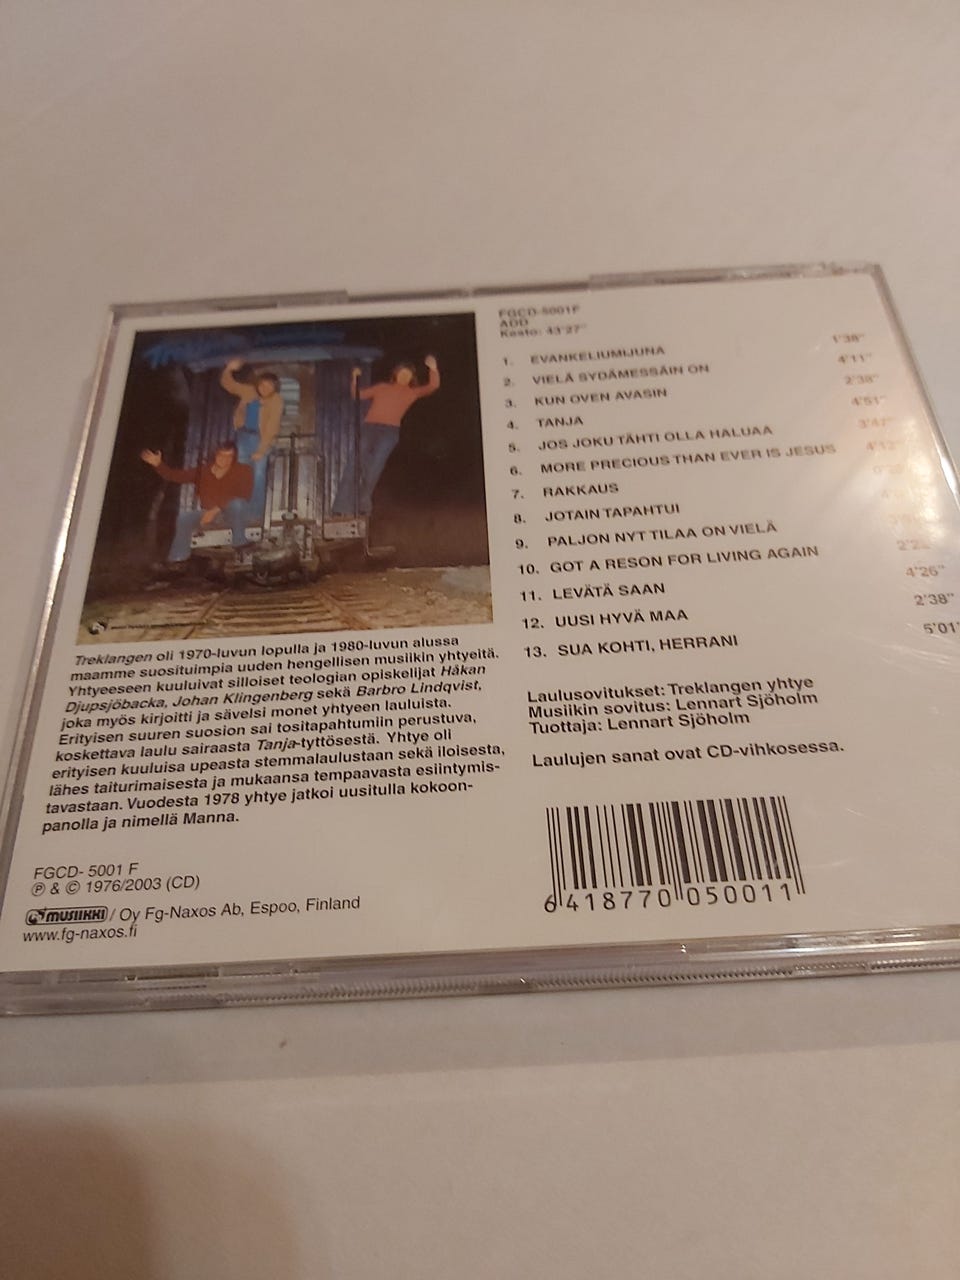 FGCD-5001F
ADD
Kesto: 43'27"
1. EVANKELIUMIJUNA 1'38"
2. VIELÄ SYDÄMESSÄIN ON 4'11"
3. KUN OVEN AVASIN 2'38"
4. TANJA 4'51"
5. JOS JOKU TÄHTI OLLA HALUAA 3'47"
6. MORE PRECIOUS THAN EVER IS JESUS 4'12"
7. RAKKAUS
8. JOTAIN TAPAHTUI
9. PALJON NYT TILAA ON VIELÄ
10. GOT A RESON FOR LIVING AGAIN
11. LEVÄTÄ SAAN 4'26"
12. UUSI HYVÄ MAA 2'38"
13. SUA KOHTI, HERRANI 5'01"
Laulusovitukset: Treklangen yhtye
Musiikin sovitus: Lennart Sjöholm
Tuottaja: Lennart Sjöholm
Laulujen sanat ovat CD-vihkosessa.
6 418770 050011
Treklangen oli 1970-luvun lopulla ja 1980-luvun alussa
maamme suosituimpia uuden hengellisen musiikin yhtyeitä.
Yhtyeeseen kuuluivat silloiset teologian opiskelijat Håkan
Djupsjöbacka, Johan Klingenberg sekä Barbro Lindqvist,
joka myös kirjoitti ja sävelsi monet yhtyeen lauluista.
Erityisen suuren suosion sai tositapahtumiin perustuva,
koskettava laulu sairaasta Tanja-tyttösestä. Yhtye oli
erityisen kuuluisa upeasta stemmalaulustaan sekä iloisesta,
lähes taiturimaisesta ja mukaansa tempaavasta esiintymis-
tavastaan. Vuodesta 1978 yhtye jatkoi uusitulla kokoon-
panolla ja nimellä Manna.
FGCD- 5001 F
℗ & © 1976/2003 (CD)
MUSIIKKI / Oy Fg-Naxos Ab, Espoo, Finland
www.fg-naxos.fi